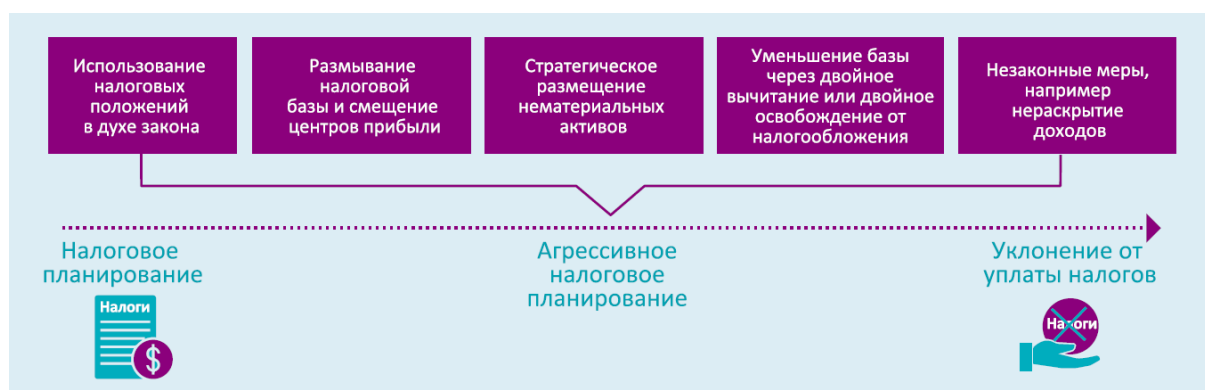 Использование
налоговых
положений
в духе закона
Размывание
налоговой
базы и смещение
центров прибыли
Стратегическое
размещение
нематериальных
активов
Уменьшение базы
через двойное
вычитание или двойное
освобождение от
налогообложения
Незаконные меры,
например
нераскрытие
доходов
Налоговое
планирование
Агрессивное
налоговое
планирование
Уклонение от
уплаты налогов
Налоги
$
Налоги